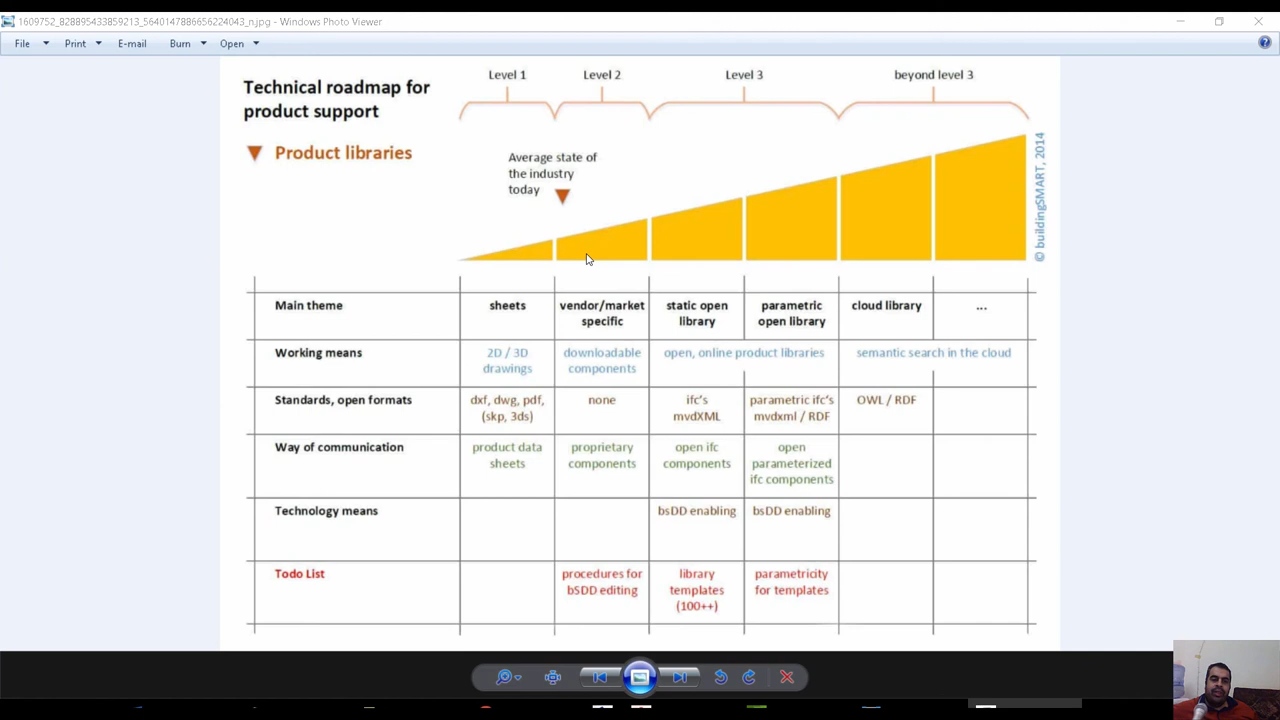 1609752_828895433859213_5640147886656224043_n.jpg - Windows Photo Viewer
File Print E-mail Burn Open
Technical roadmap for
product support
Product libraries
Level 1 Level 2 Level 3 beyond level 3
Average state of
the industry
today
© buildingSMART, 2014
Main theme
sheets
vendor/market
specific
static open
library
parametric
open library
cloud library
...
Working means
2D / 3D
drawings
downloadable
components
open, online product libraries
semantic search in the cloud
Standards, open formats
dxf, dwg, pdf,
(skp, 3ds)
none
ifc's
mvdXML
parametric ifc's
mvdxml / RDF
OWL / RDF
Way of communication
product data
sheets
proprietary
components
open ifc
components
open
parameterized
ifc components
Technology means
bsDD enabling
bsDD enabling
Todo List
procedures for
bSDD editing
library
templates
(100++)
parametricity
for templates